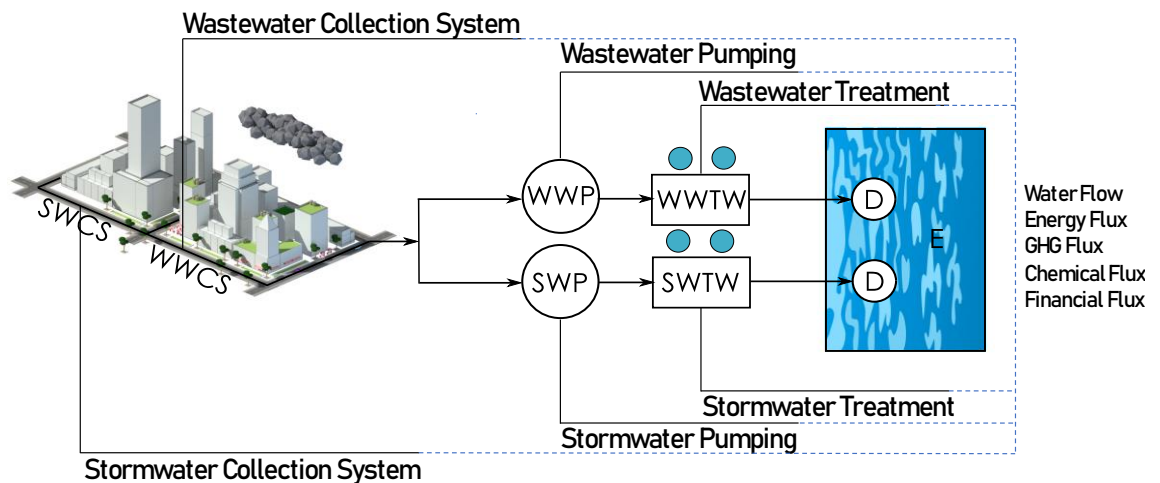 Wastewater Collection System
Wastewater Pumping
Wastewater Treatment
SWCS
WWCS
WWP
WWTW
D
E
SWP
SWTW
D
Water Flow
Energy Flux
GHG Flux
Chemical Flux
Financial Flux
Stormwater Treatment
Stormwater Pumping
Stormwater Collection System